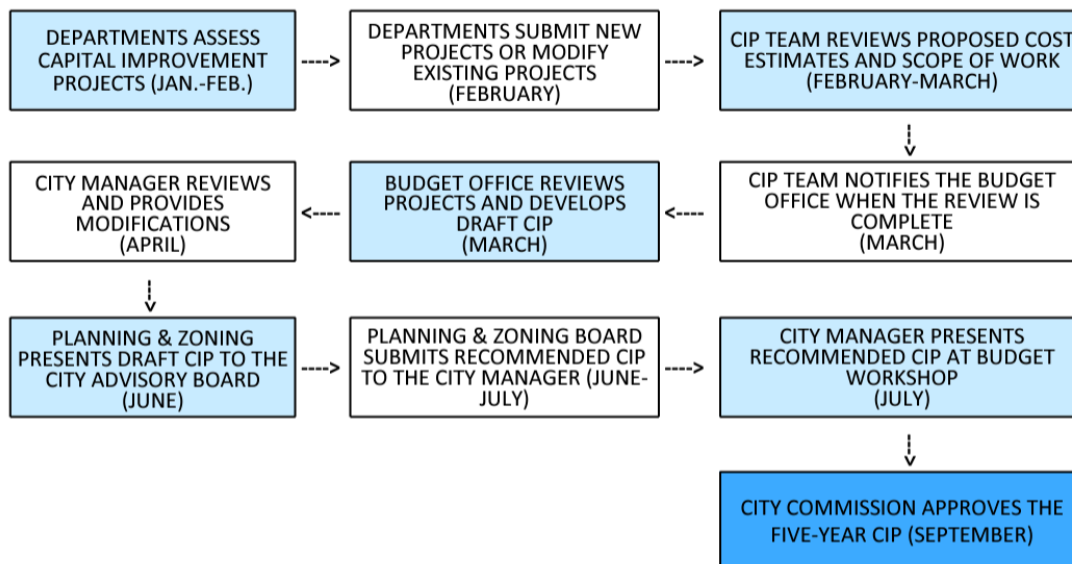 DEPARTMENTS ASSESS
CAPITAL IMPROVEMENT
PROJECTS (JAN.-FEB.)
DEPARTMENTS SUBMIT NEW
PROJECTS OR MODIFY
EXISTING PROJECTS
(FEBRUARY)
CIP TEAM REVIEWS PROPOSED COST
ESTIMATES AND SCOPE OF WORK
(FEBRUARY-MARCH)
CIP TEAM NOTIFIES THE BUDGET
OFFICE WHEN THE REVIEW IS
COMPLETE
(MARCH)
BUDGET OFFICE REVIEWS
PROJECTS AND DEVELOPS
DRAFT CIP
(MARCH)
CITY MANAGER REVIEWS
AND PROVIDES
MODIFICATIONS
(APRIL)
PLANNING & ZONING
PRESENTS DRAFT CIP TO THE
CITY ADVISORY BOARD
(JUNE)
PLANNING & ZONING BOARD
SUBMITS RECOMMENDED CIP
TO THE CITY MANAGER (JUNE-
JULY)
CITY MANAGER PRESENTS
RECOMMENDED CIP AT BUDGET
WORKSHOP
(JULY)
CITY COMMISSION APPROVES THE
FIVE-YEAR CIP (SEPTEMBER)